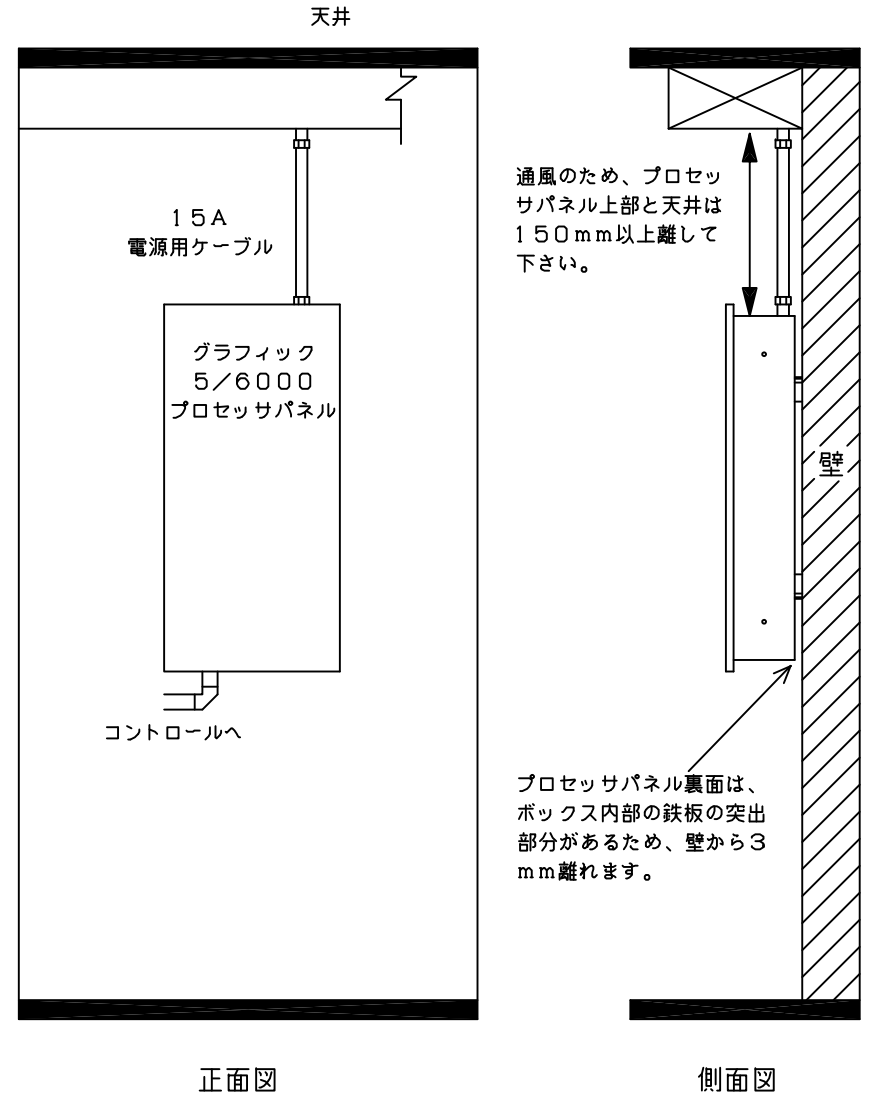 天井
１５Ａ
電源用ケーブル
グラフィック
５／６０００
プロセッサパネル
コントロールへ
正面図
通風のため、プロセッ
サパネル上部と天井は
１５０ｍｍ以上離して
下さい。
壁
プロセッサパネル裏面は、
ボックス内部の鉄板の突出
部分があるため、壁から３
ｍｍ離れます。
側面図